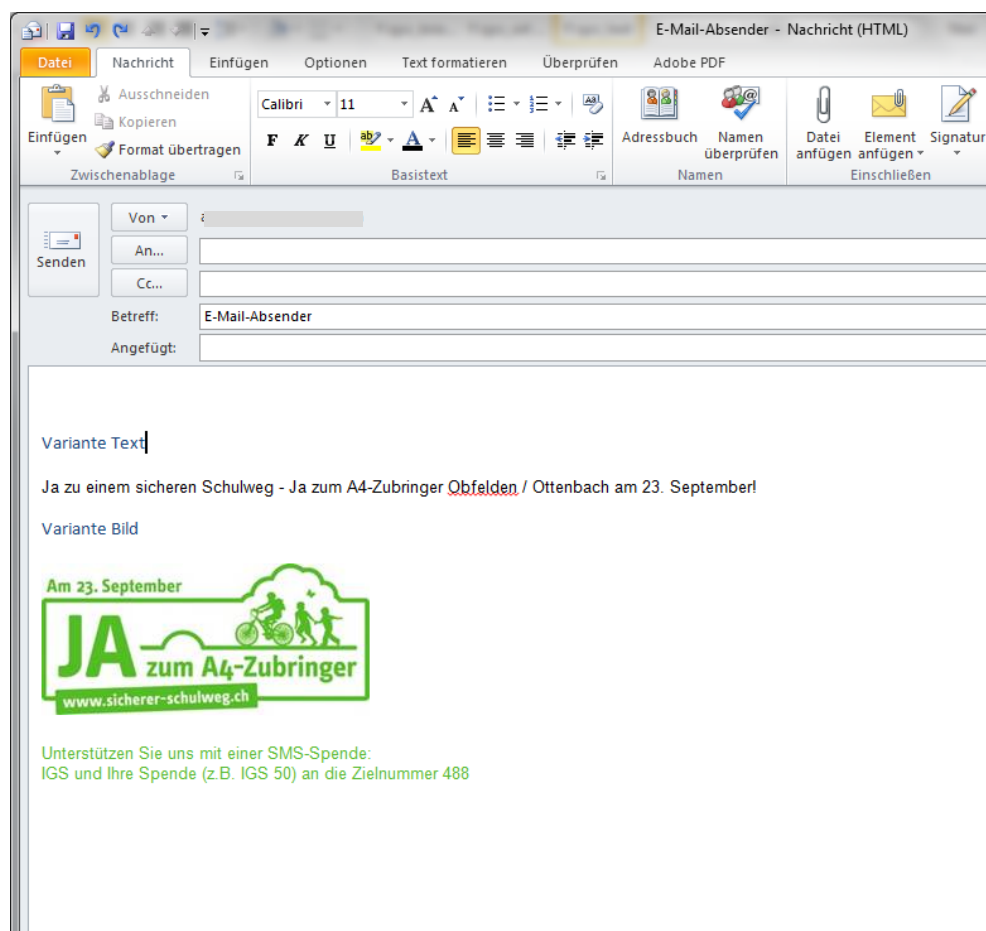 E-Mail-Absender - Nachricht (HTML)
Datei Nachricht Einfügen Optionen Text formatieren Überprüfen Adobe PDF
Einfügen
Ausschneiden
Kopieren
Format übertragen
Zwischenablage
Calibri 11
F K U
Basistext
Adressbuch
Namen überprüfen
Namen
Datei anfügen
Element anfügen
Signatur
Einschließen
Senden
Von
An...
Cc...
Betreff: E-Mail-Absender
Angefügt:
Variante Text
Ja zu einem sicheren Schulweg - Ja zum A4-Zubringer Obfelden / Ottenbach am 23. September!
Variante Bild
Am 23. September
JA
zum A4-Zubringer
www.sicherer-schulweg.ch
Unterstützen Sie uns mit einer SMS-Spende:
IGS und Ihre Spende (z.B. IGS 50) an die Zielnummer 488